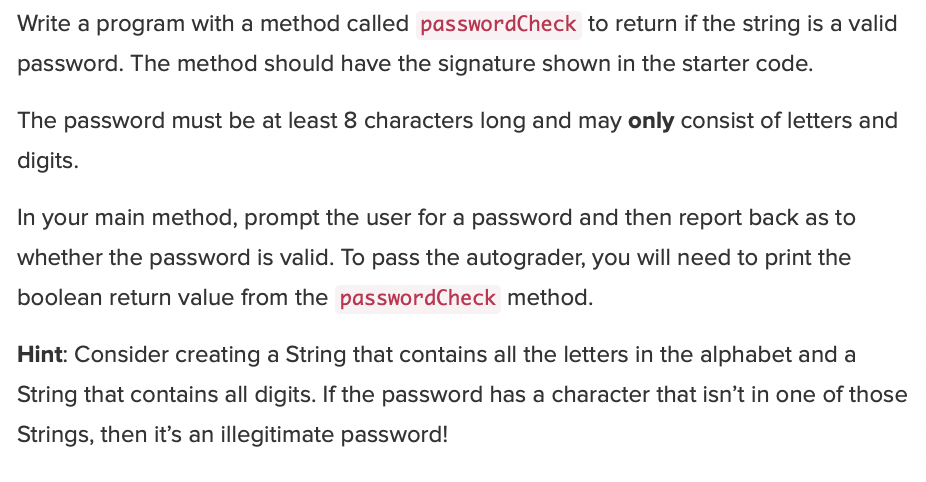 Write a program with a method called passwordCheck to return if the string is a valid
password. The method should have the signature shown in the starter code.
The password must be at least 8 characters long and may only consist of letters and
digits.
In your main method, prompt the user for a password and then report back as to
whether the password is valid. To pass the autograder, you will need to print the
boolean return value from the passwordCheck method.
Hint: Consider creating a String that contains all the letters in the alphabet and a
String that contains all digits. If the password has a character that isn’t in one of those
Strings, then it’s an illegitimate password!